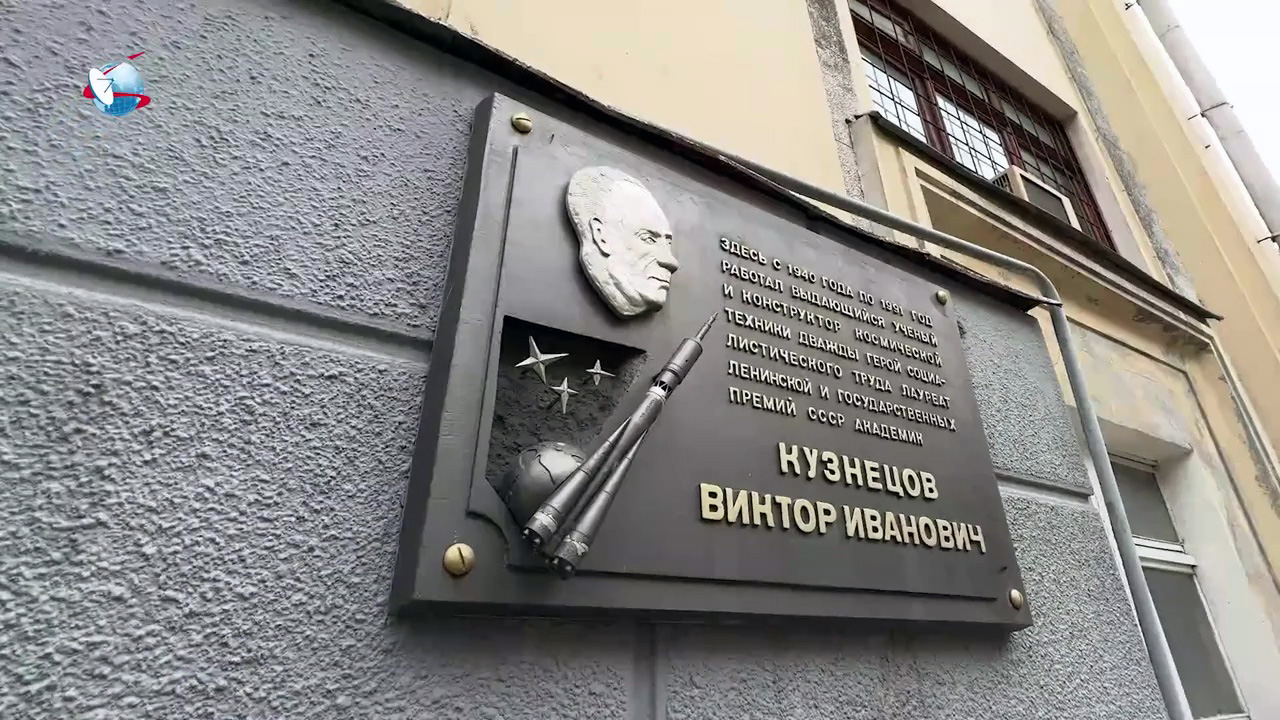 ЗДЕСЬ С 1940 ГОДА ПО 1991 ГОД
РАБОТАЛ ВЫДАЮЩИЙСЯ УЧЕНЫЙ
И КОНСТРУКТОР КОСМИЧЕСКОЙ
ТЕХНИКИ ДВАЖДЫ ГЕРОЙ СОЦИА-
ЛИСТИЧЕСКОГО ТРУДА ЛАУРЕАТ
ЛЕНИНСКОЙ И ГОСУДАРСТВЕННЫХ
ПРЕМИЙ СССР АКАДЕМИК
КУЗНЕЦОВ
ВИКТОР ИВАНОВИЧ